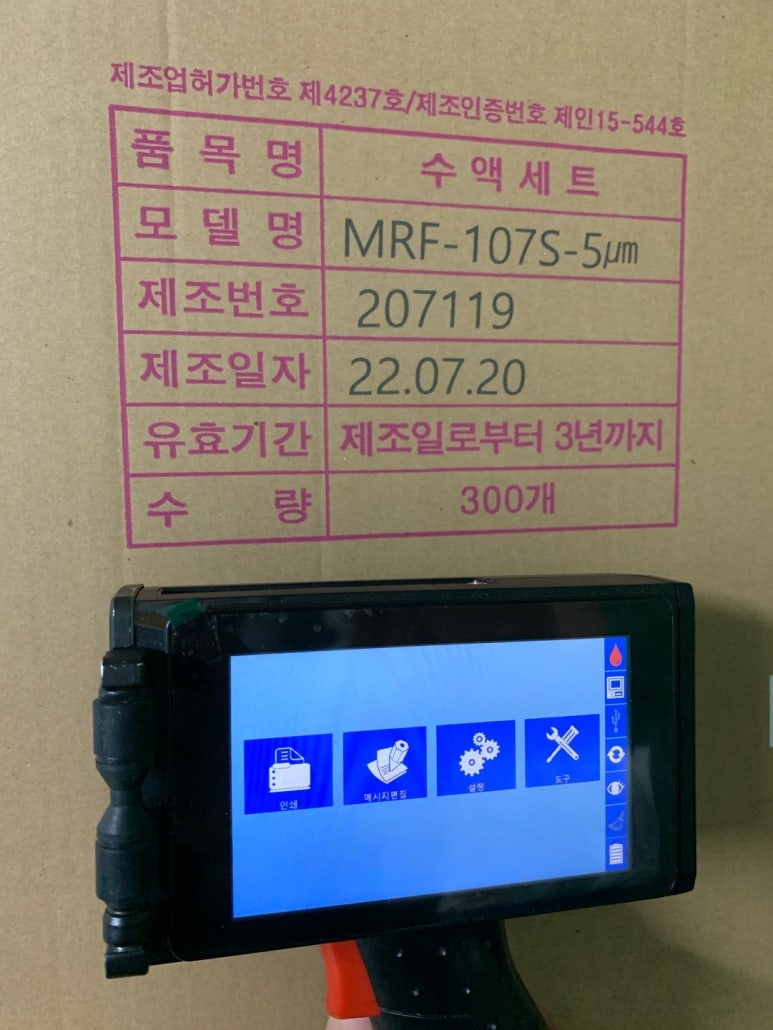 제조업허가번호 제4237호/제조인증번호 제인15-544호
품 목 명 수 액 세 트
모 델 명 MRF-107S-5㎛
제조번호 207119
제조일자 22.07.20
유효기간 제조일로부터 3년까지
수 량 300개
인쇄 메시지편집 설정 도구